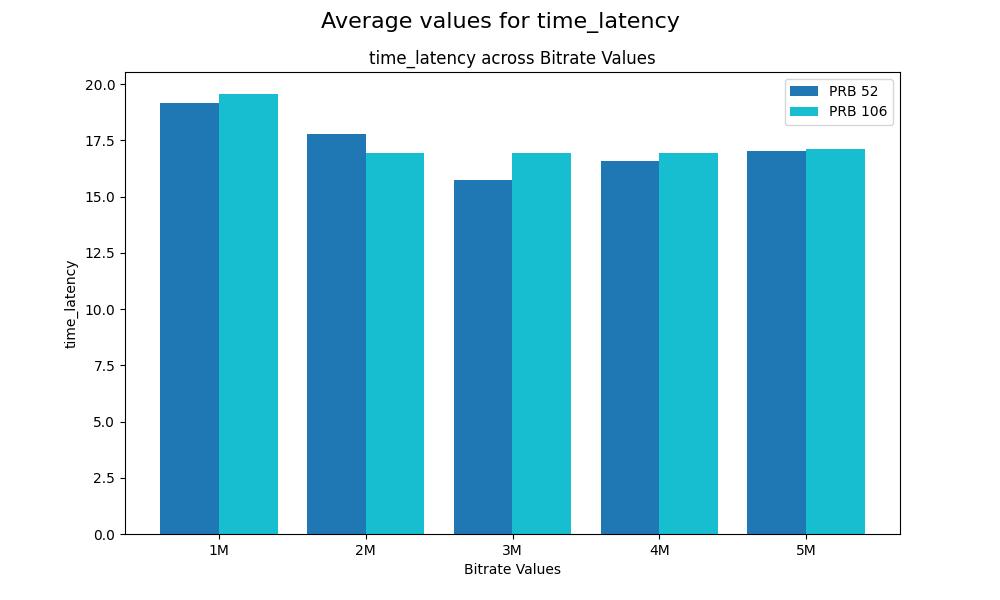 Average values for time_latency
time_latency across Bitrate Values
PRB 52
PRB 106
time_latency
20.0
17.5
15.0
12.5
10.0
7.5
5.0
2.5
0.0
1M 2M 3M 4M 5M
Bitrate Values